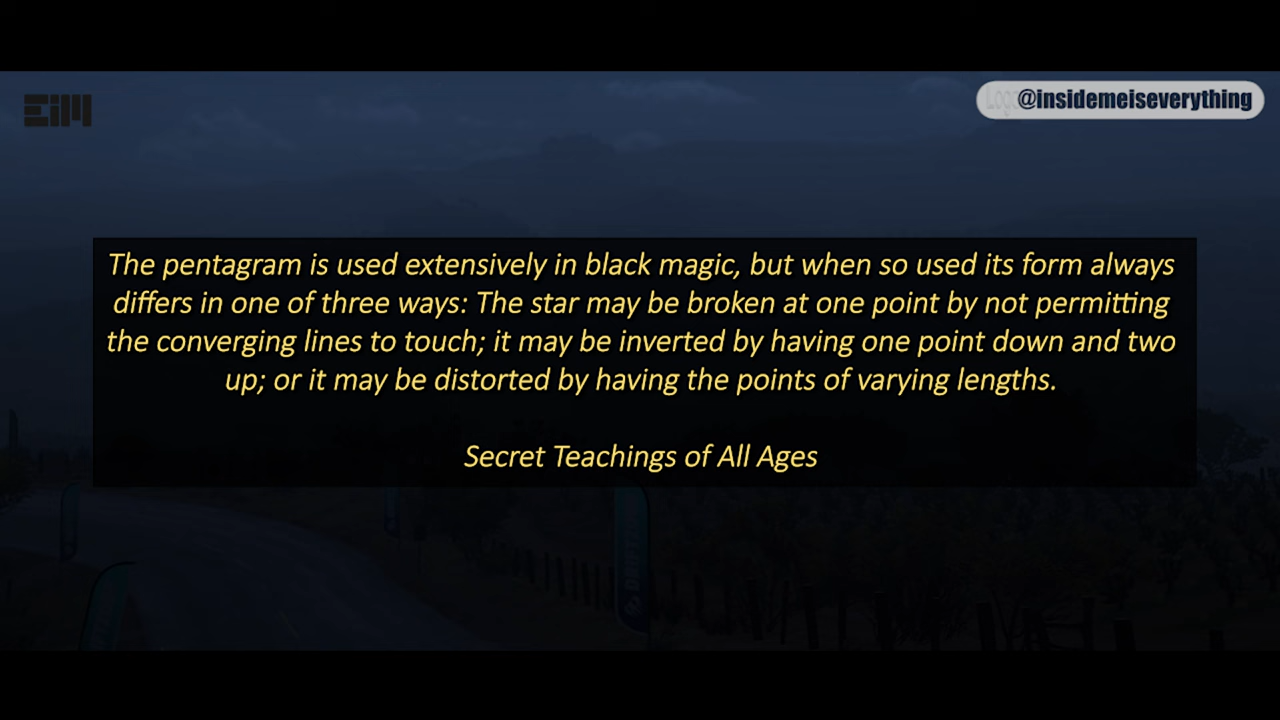 EiM
@insidemeiseverything
The pentagram is used extensively in black magic, but when so used its form always
differs in one of three ways: The star may be broken at one point by not permitting
the converging lines to touch; it may be inverted by having one point down and two
up; or it may be distorted by having the points of varying lengths.
Secret Teachings of All Ages